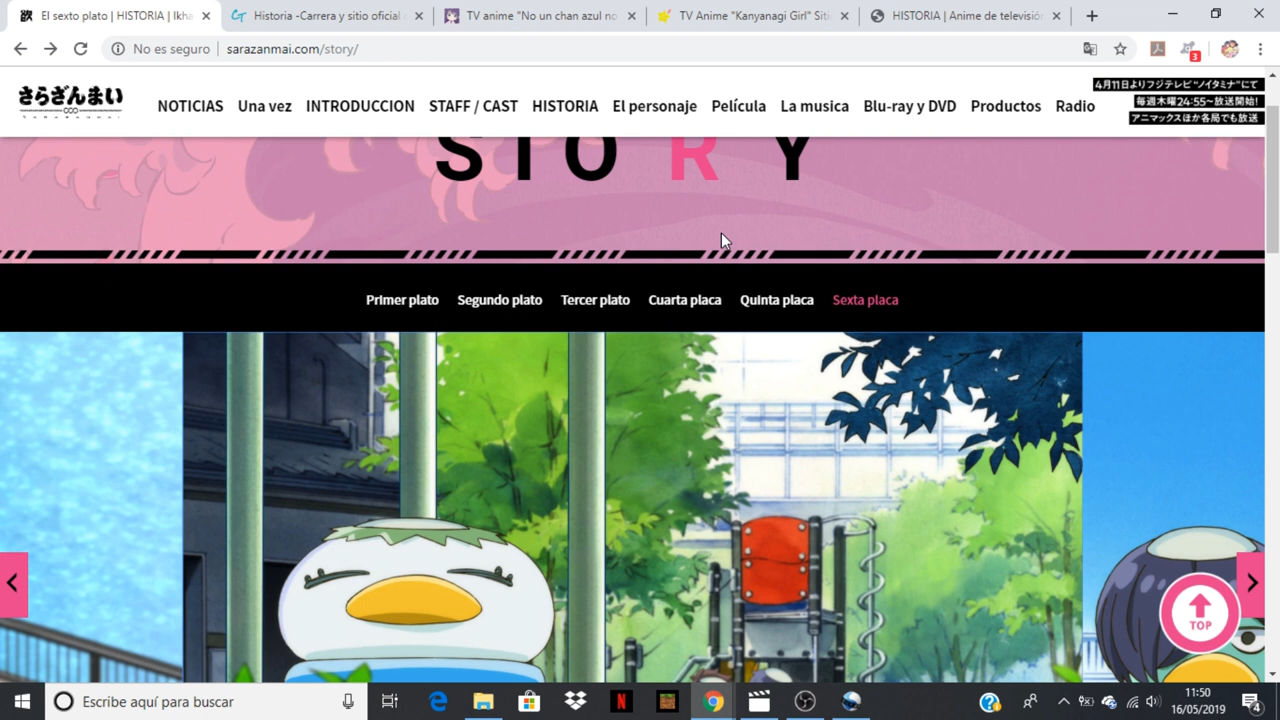 欲 El sexto plato | HISTORIA | Ikha
Historia -Carrera y sitio oficial
TV anime "No un chan azul no
TV Anime "Kanyanagi Girl" Siti
HISTORIA | Anime de televisión
No es seguro
sarazanmai.com/story/
3
さらざんまい
NOTICIAS
Una vez
INTRODUCCION
STAFF / CAST
HISTORIA
El personaje
Película
La musica
Blu-ray y DVD
Productos
Radio
4月11日よりフジテレビ"ノイタミナ"にて
毎週木曜24:55~放送開始!
アニマックスほか各局でも放送
STORY
Primer plato
Segundo plato
Tercer plato
Cuarta placa
Quinta placa
Sexta placa
TOP
Escribe aquí para buscar
N
11:50
16/05/2019
4